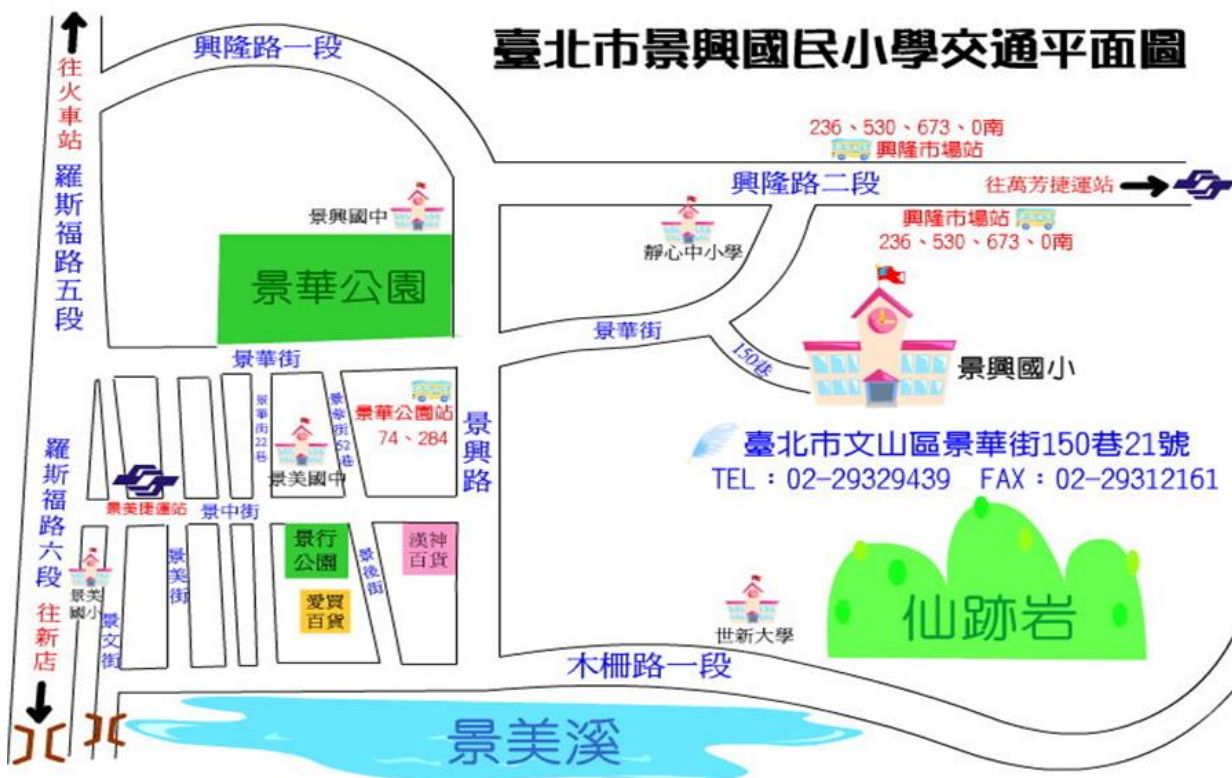 臺北市景興國民小學交通平面圖
往火車站
羅斯福路五段
興隆路一段
236、530、673、0南
興隆市場站
興隆路二段
往萬芳捷運站
興隆市場站
236、530、673、0南
景興國中
靜心中小學
景華公園
景華街
景華街
150巷
景興國小
景華街22巷
景華街52巷
景華公園站
74、284
景興路
景美國中
臺北市文山區景華街150巷21號
TEL：02-29329439 FAX：02-29312161
羅斯福路六段
景美捷運站
景中街
景美國小
景美街
景行公園
景後街
漢神百貨
愛買百貨
景文街
往新店
世新大學
仙跡岩
木柵路一段
景美溪